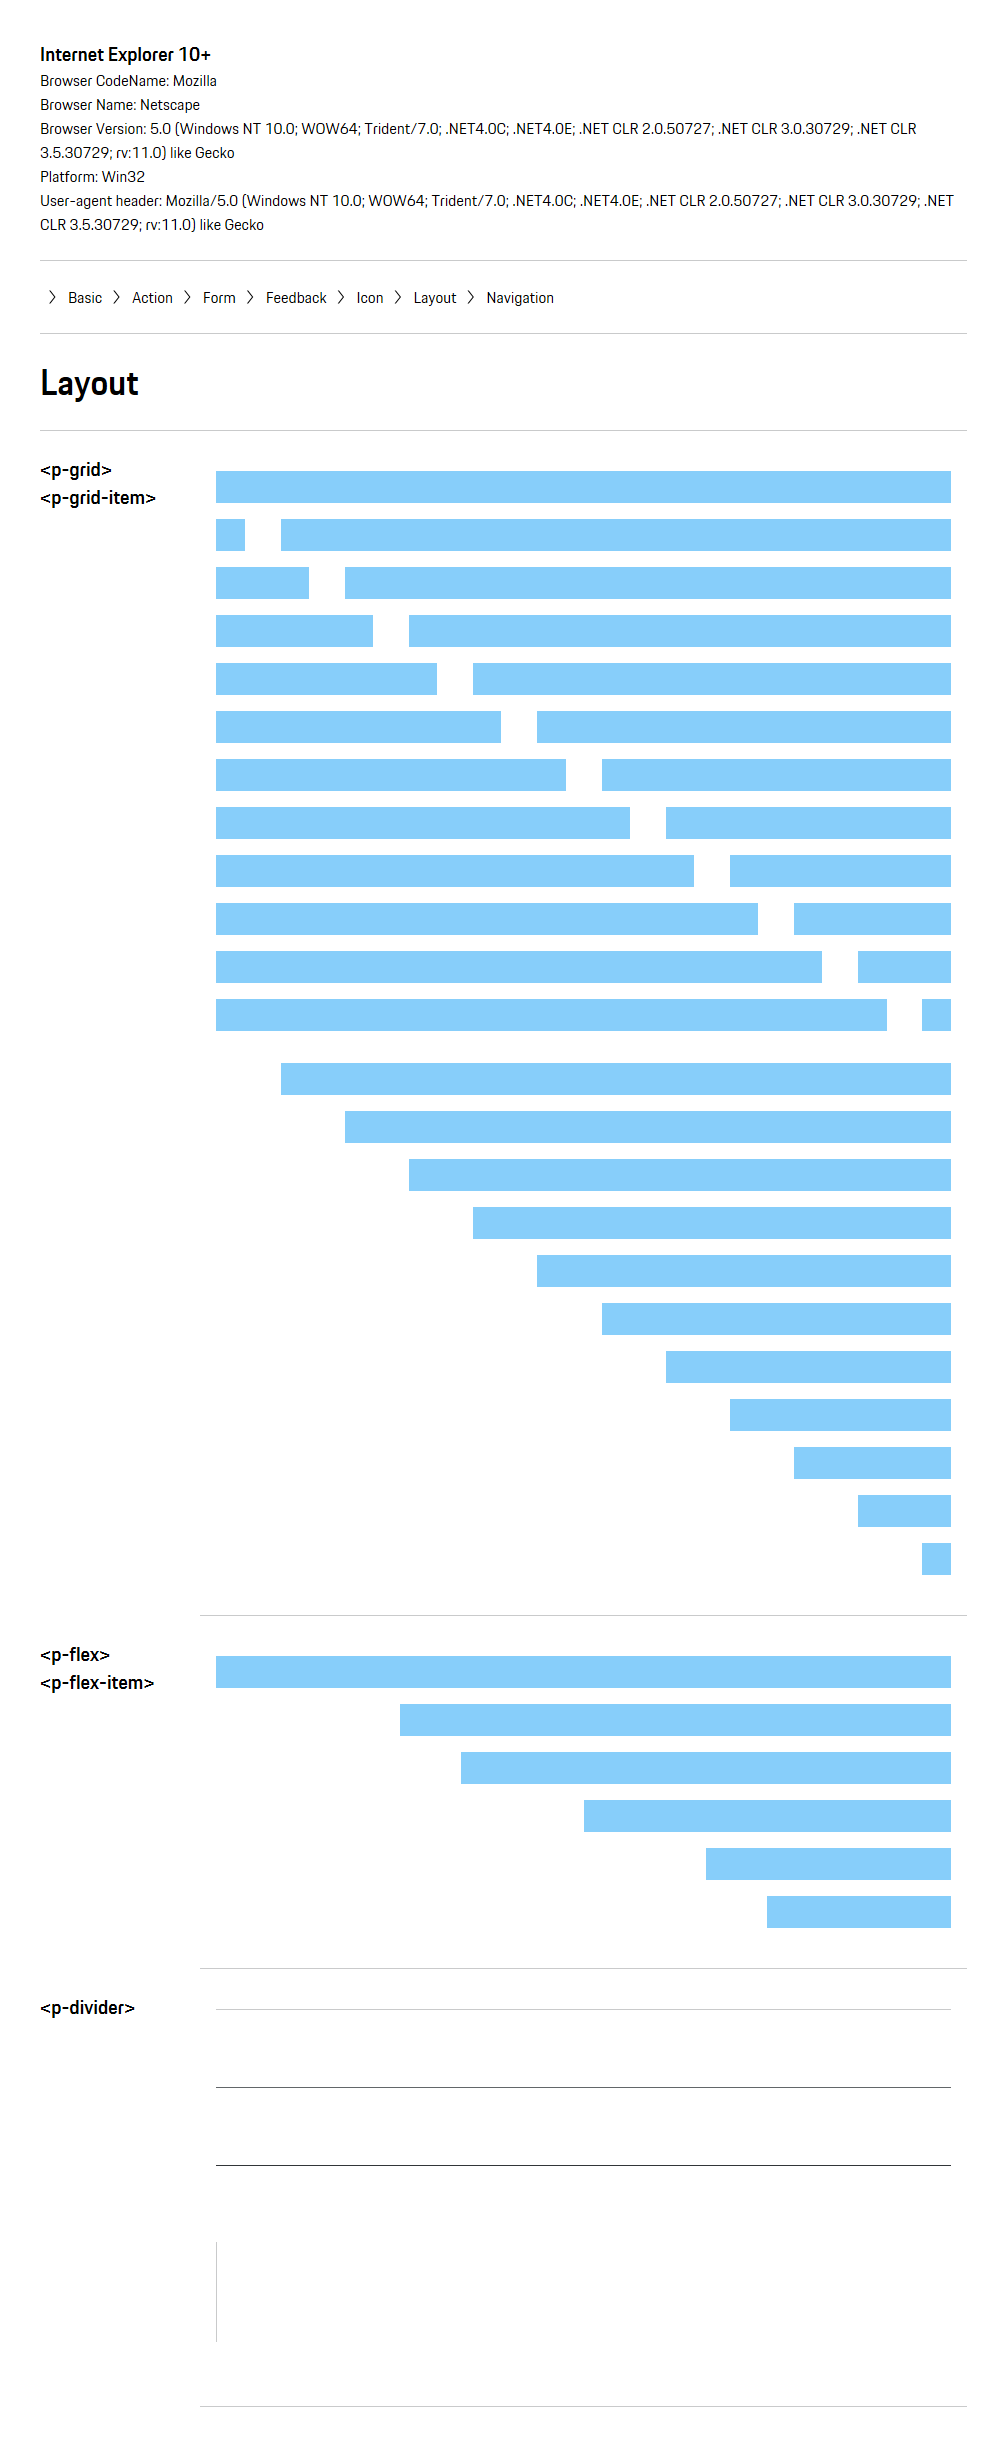 Internet Explorer 10+
Browser CodeName: Mozilla
Browser Name: Netscape
Browser Version: 5.0 (Windows NT 10.0; WOW64; Trident/7.0; .NET4.0C; .NET4.0E; .NET CLR 2.0.50727; .NET CLR 3.0.30729; .NET CLR
3.5.30729; rv:11.0) like Gecko
Platform: Win32
User-agent header: Mozilla/5.0 (Windows NT 10.0; WOW64; Trident/7.0; .NET4.0C; .NET4.0E; .NET CLR 2.0.50727; .NET CLR 3.0.30729; .NET
CLR 3.5.30729; rv:11.0) like Gecko
Basic Action Form Feedback Icon Layout Navigation
Layout
<p-grid>
<p-grid-item>
<p-flex>
<p-flex-item>
<p-divider>